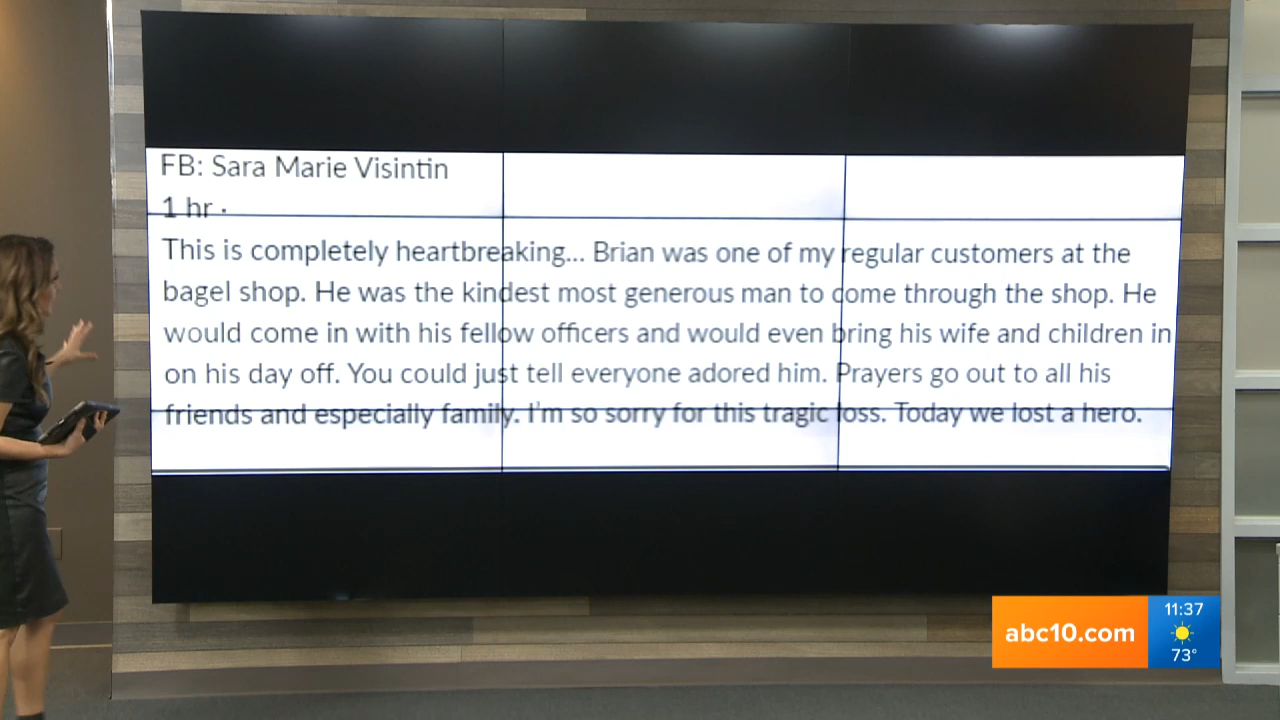 FB: Sara Marie Visintin
1 hr ·
This is completely heartbreaking... Brian was one of my regular customers at the
bagel shop. He was the kindest most generous man to come through the shop. He
would come in with his fellow officers and would even bring his wife and children in
on his day off. You could just tell everyone adored him. Prayers go out to all his
friends and especially family. I'm so sorry for this tragic loss. Today we lost a hero.
abc10.com
11:37
73°